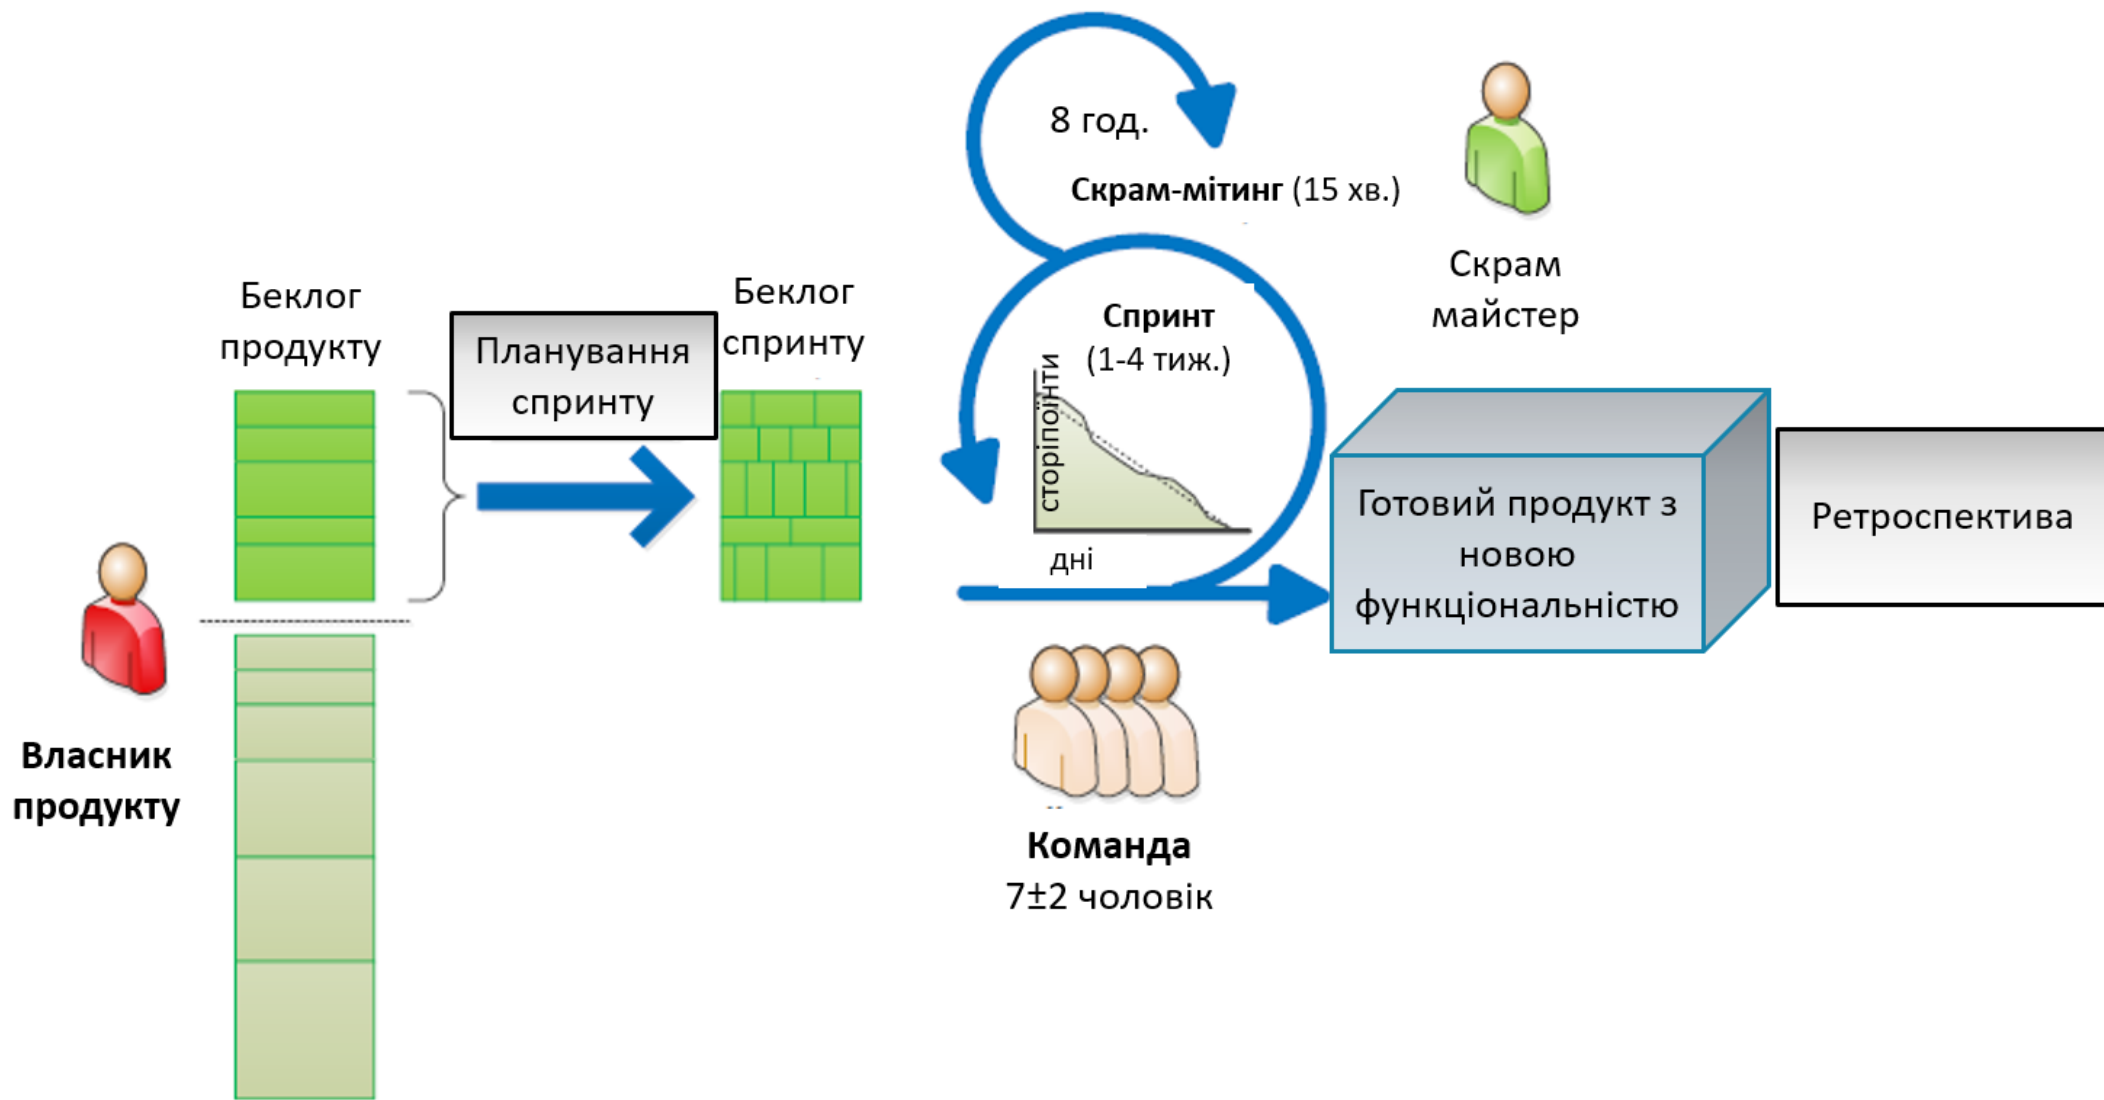 8 год.
Скрам-мітинг (15 хв.)
Скрам
майстер
Беклог
продукту
Планування
спринту
Беклог
спринту
Спринт
(1-4 тиж.)
сторіпоїнти
дні
Готовий продукт з
новою
функціональністю
Ретроспектива
Власник
продукту
Команда
7±2 чоловік